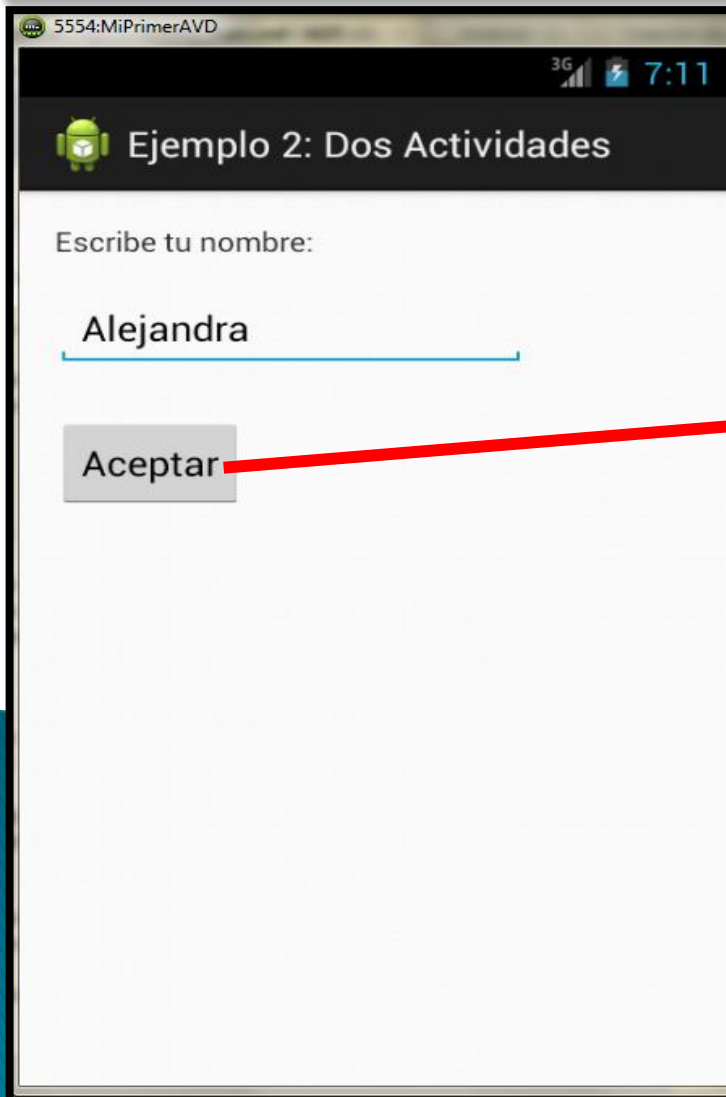 5554:MiPrimerAVD
3G 7:11
Ejemplo 2: Dos Actividades
Escribe tu nombre:
Alejandra
Aceptar